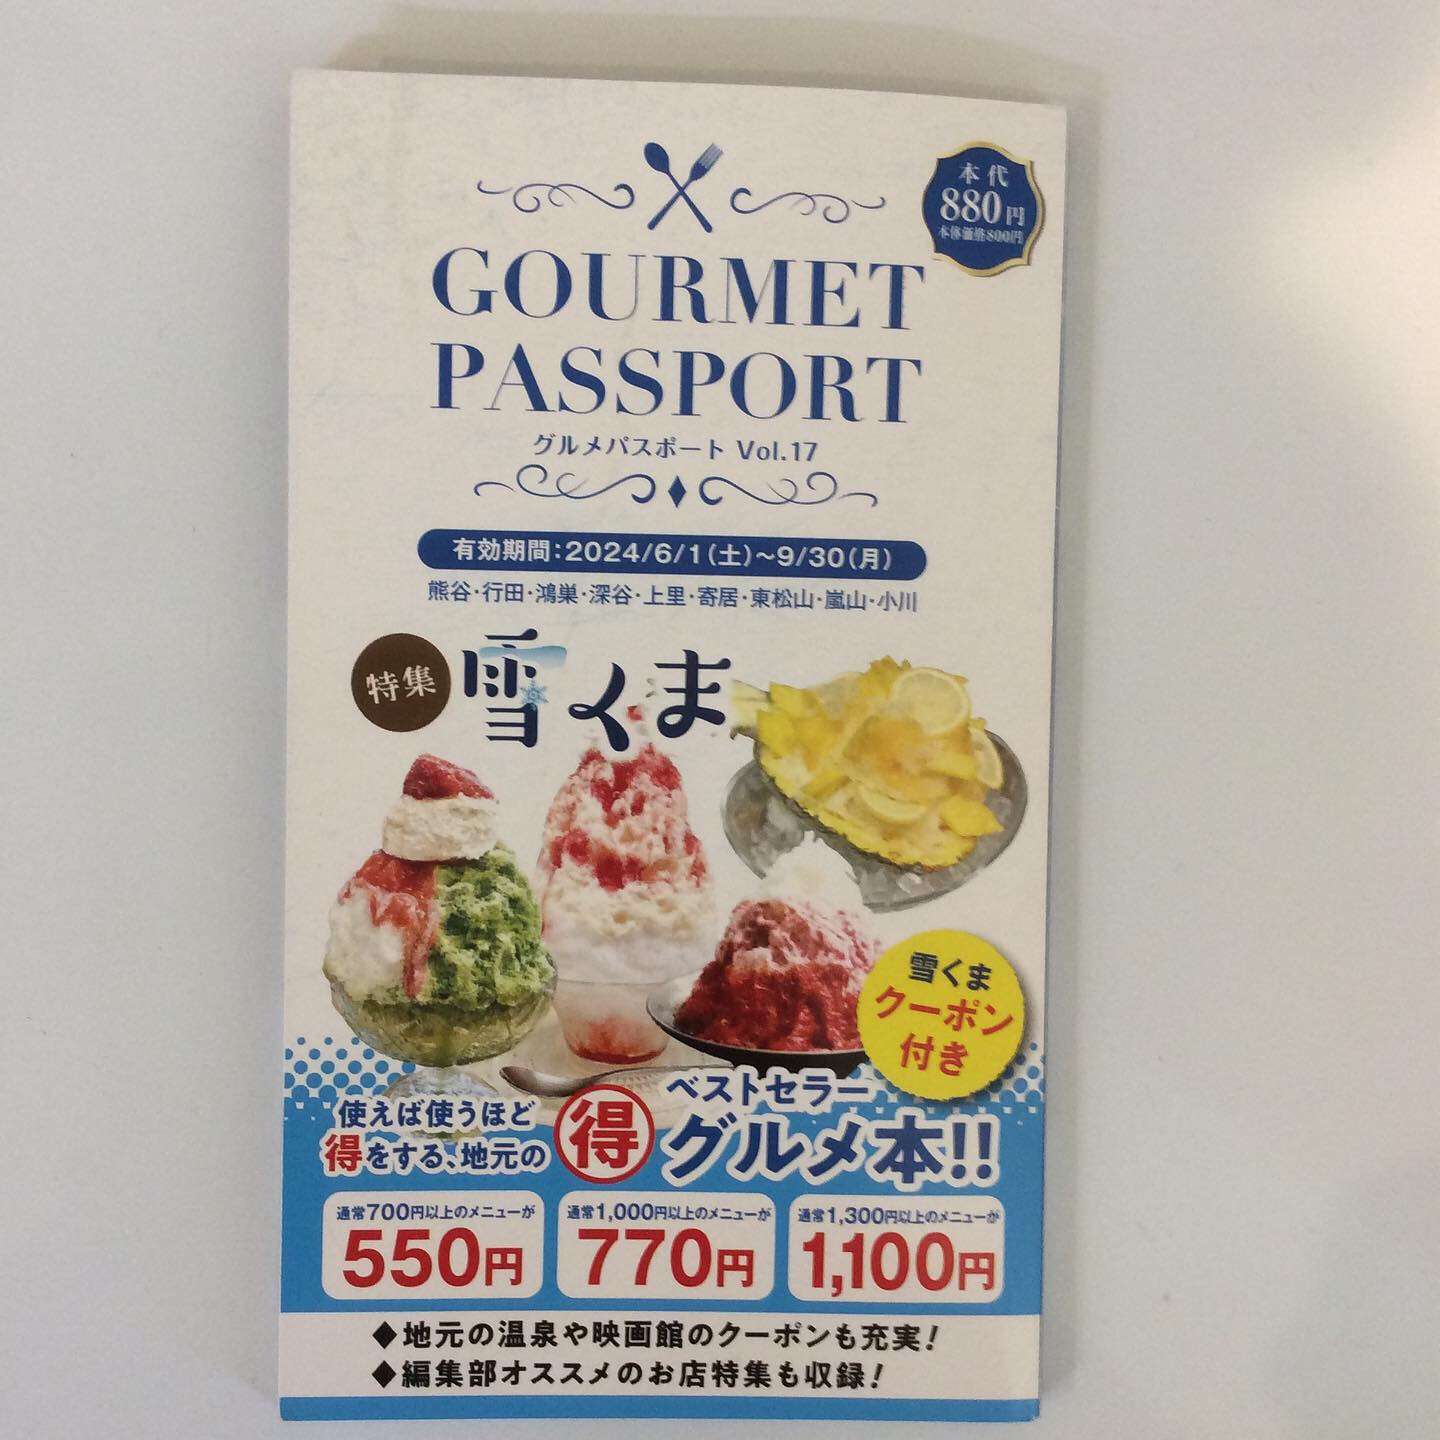 本代
880円
本体価格800円
GOURMET
PASSPORT
グルメパスポート Vol.17
有効期間：2024/6/1(土)〜9/30(月)
熊谷・行田・鴻巣・深谷・上里・寄居・東松山・嵐山・小川
特集
雪くま
雪くま
クーポン
付き
使えば使うほど
得をする、地元の
得
ベストセラー
グルメ本!!
通常700円以上のメニューが
550円
通常1,000円以上のメニューが
770円
通常1,300円以上のメニューが
1,100円
◆地元の温泉や映画館のクーポンも充実！
◆編集部オススメのお店特集も収録！